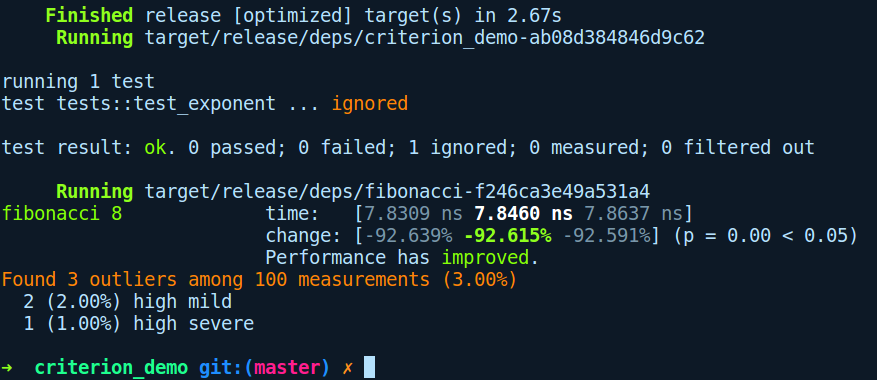 Finished release [optimized] target(s) in 2.67s
Running target/release/deps/criterion_demo-ab08d384846d9c62
running 1 test
test tests::test_exponent ... ignored
test result: ok. 0 passed; 0 failed; 1 ignored; 0 measured; 0 filtered out
Running target/release/deps/fibonacci-f246ca3e49a531a4
fibonacci 8 time: [7.8309 ns 7.8460 ns 7.8637 ns]
change: [-92.639% -92.615% -92.591%] (p = 0.00 < 0.05)
Performance has improved.
Found 3 outliers among 100 measurements (3.00%)
2 (2.00%) high mild
1 (1.00%) high severe
➜ criterion_demo git:(master) ✗